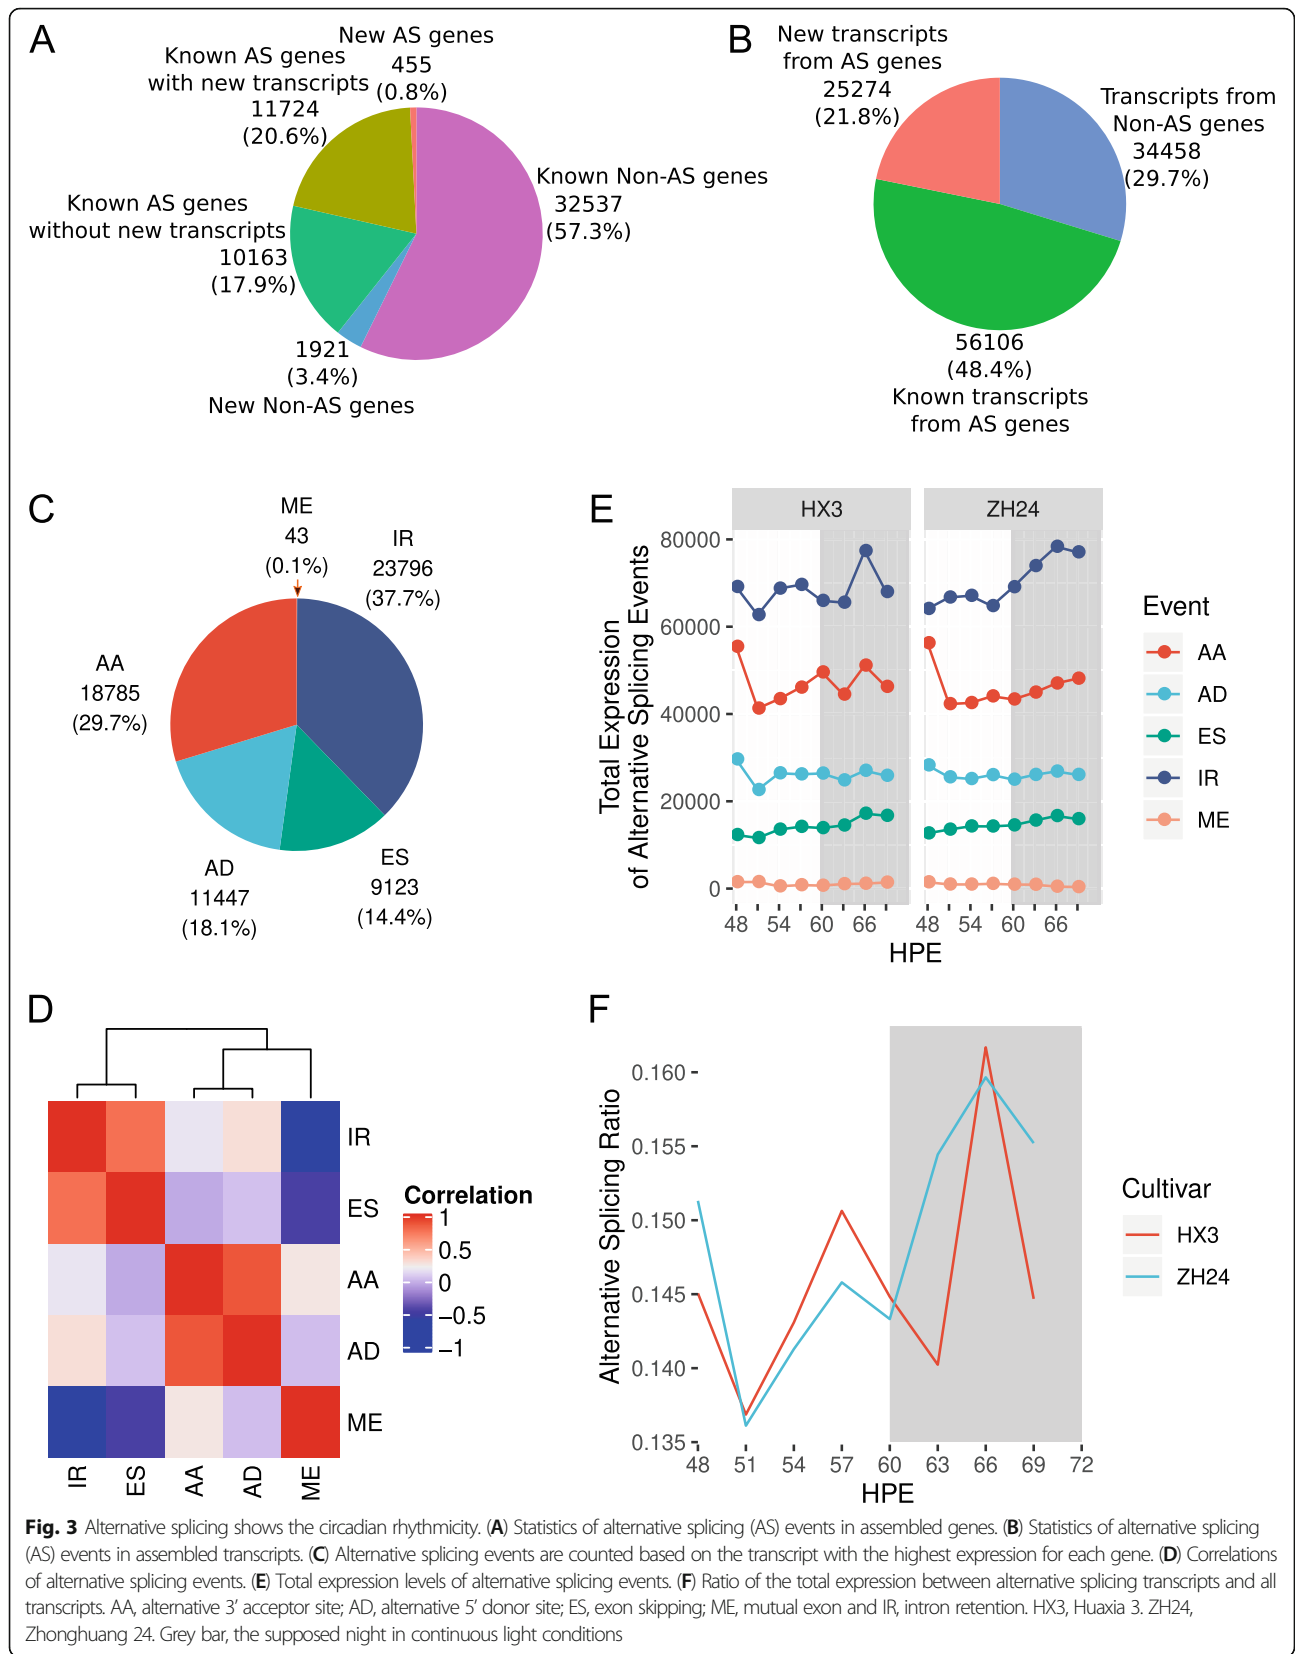 A
New AS genes
455
(0.8%)
Known AS genes
with new transcripts
11724
(20.6%)
Known Non-AS genes
32537
(57.3%)
Known AS genes
without new transcripts
10163
(17.9%)
1921
(3.4%)
New Non-AS genes
B
New transcripts
from AS genes
25274
(21.8%)
Transcripts from
Non-AS genes
34458
(29.7%)
56106
(48.4%)
Known transcripts
from AS genes
C
ME
43
(0.1%)
IR
23796
(37.7%)
AA
18785
(29.7%)
AD
11447
(18.1%)
ES
9123
(14.4%)
E
HX3
ZH24
Total Expression
of Alternative Splicing Events
80000
60000
40000
20000
0
48
54
60
66
48
54
60
66
HPE
Event
AA
AD
ES
IR
ME
D
IR
ES
AA
AD
ME
IR
ES
AA
AD
ME
Correlation
1
0.5
0
−0.5
−1
F
Alternative Splicing Ratio
0.160
0.155
0.150
0.145
0.140
0.135
48
51
54
57
60
63
66
69
72
HPE
Cultivar
HX3
ZH24
Fig. 3 Alternative splicing shows the circadian rhythmicity. (A) Statistics of alternative splicing (AS) events in assembled genes. (B) Statistics of alternative splicing
(AS) events in assembled transcripts. (C) Alternative splicing events are counted based on the transcript with the highest expression for each gene. (D) Correlations
of alternative splicing events. (E) Total expression levels of alternative splicing events. (F) Ratio of the total expression between alternative splicing transcripts and all
transcripts. AA, alternative 3′ acceptor site; AD, alternative 5′ donor site; ES, exon skipping; ME, mutual exon and IR, intron retention. HX3, Huaxia 3. ZH24,
Zhonghuang 24. Grey bar, the supposed night in continuous light conditions